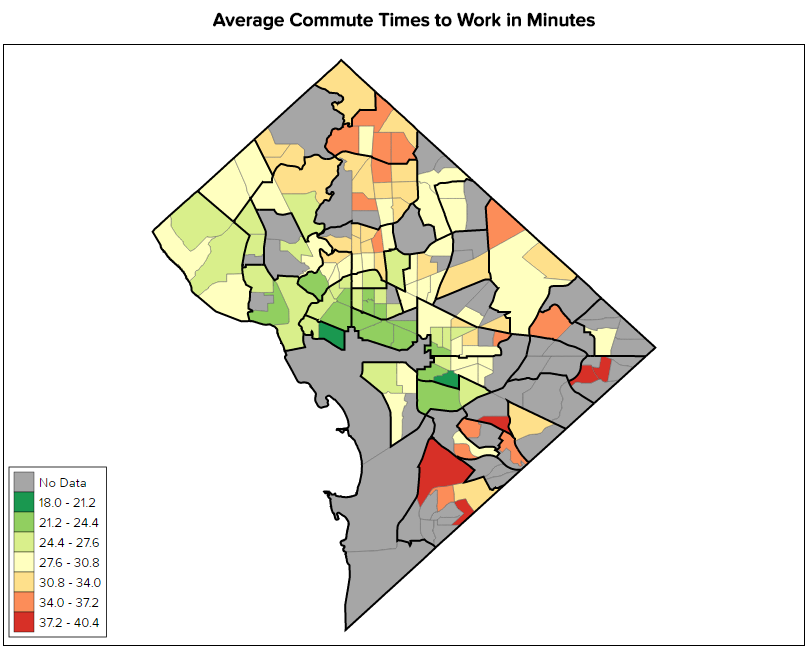 Average Commute Times to Work in Minutes
No Data
18.0 - 21.2
21.2 - 24.4
24.4 - 27.6
27.6 - 30.8
30.8 - 34.0
34.0 - 37.2
37.2 - 40.4